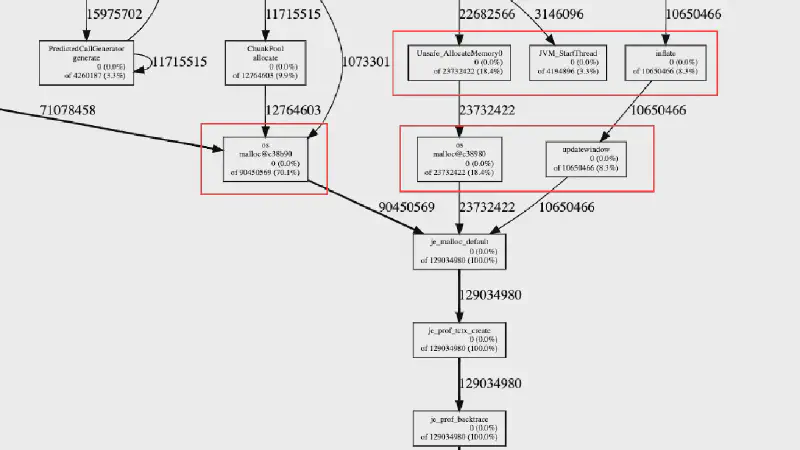 15975702
11715515
22682566
3146096
10650466
PredictedCallGenerator
generate
0 (0.0%)
of 4260187 (3.3%)
11715515
ChunkPool
allocate
0 (0.0%)
of 12764603 (9.9%)
1073301
Unsafe_AllocateMemory0
0 (0.0%)
of 23732422 (18.4%)
JVM_StartThread
0 (0.0%)
of 4194896 (3.3%)
inflate
0 (0.0%)
of 10650466 (8.3%)
71078458
12764603
23732422
10650466
os
malloc@c38b90
0 (0.0%)
of 90450569 (70.1%)
os
malloc@c38980
0 (0.0%)
of 23732422 (18.4%)
updatewindow
0 (0.0%)
of 10650466 (8.3%)
90450569
23732422
10650466
je_malloc_default
0 (0.0%)
of 129034980 (100.0%)
129034980
je_prof_tctx_create
0 (0.0%)
of 129034980 (100.0%)
129034980
je_prof_backtrace
0 (0.0%)
of 129034980 (100.0%)